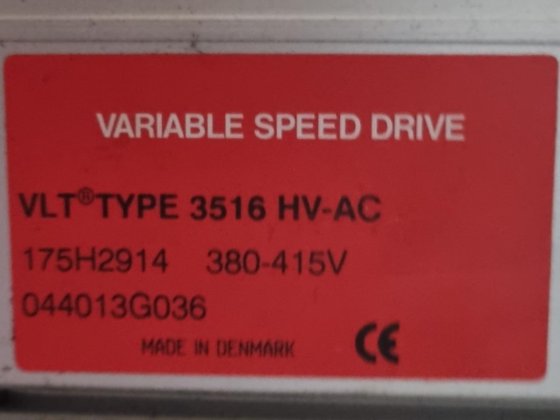 VARIABLE SPEED DRIVE
VLT® TYPE 3516 HV-AC
175H2914 380-415V
044013G036
MADE IN DENMARK CE